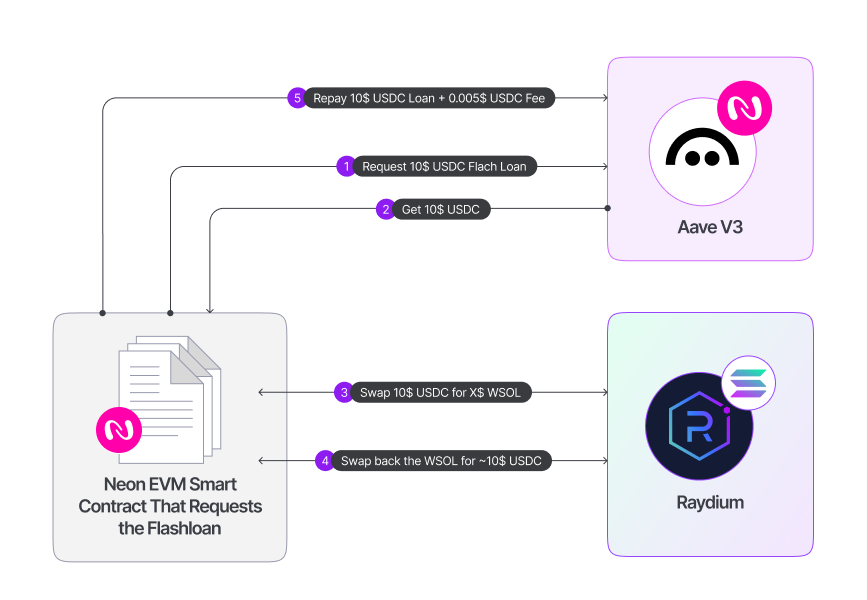 5 Repay 10$ USDC Loan + 0.005$ USDC Fee
1 Request 10$ USDC Flach Loan
2 Get 10$ USDC
Aave V3
3 Swap 10$ USDC for X$ WSOL
4 Swap back the WSOL for ~10$ USDC
Neon EVM Smart
Contract That Requests
the Flashloan
Raydium